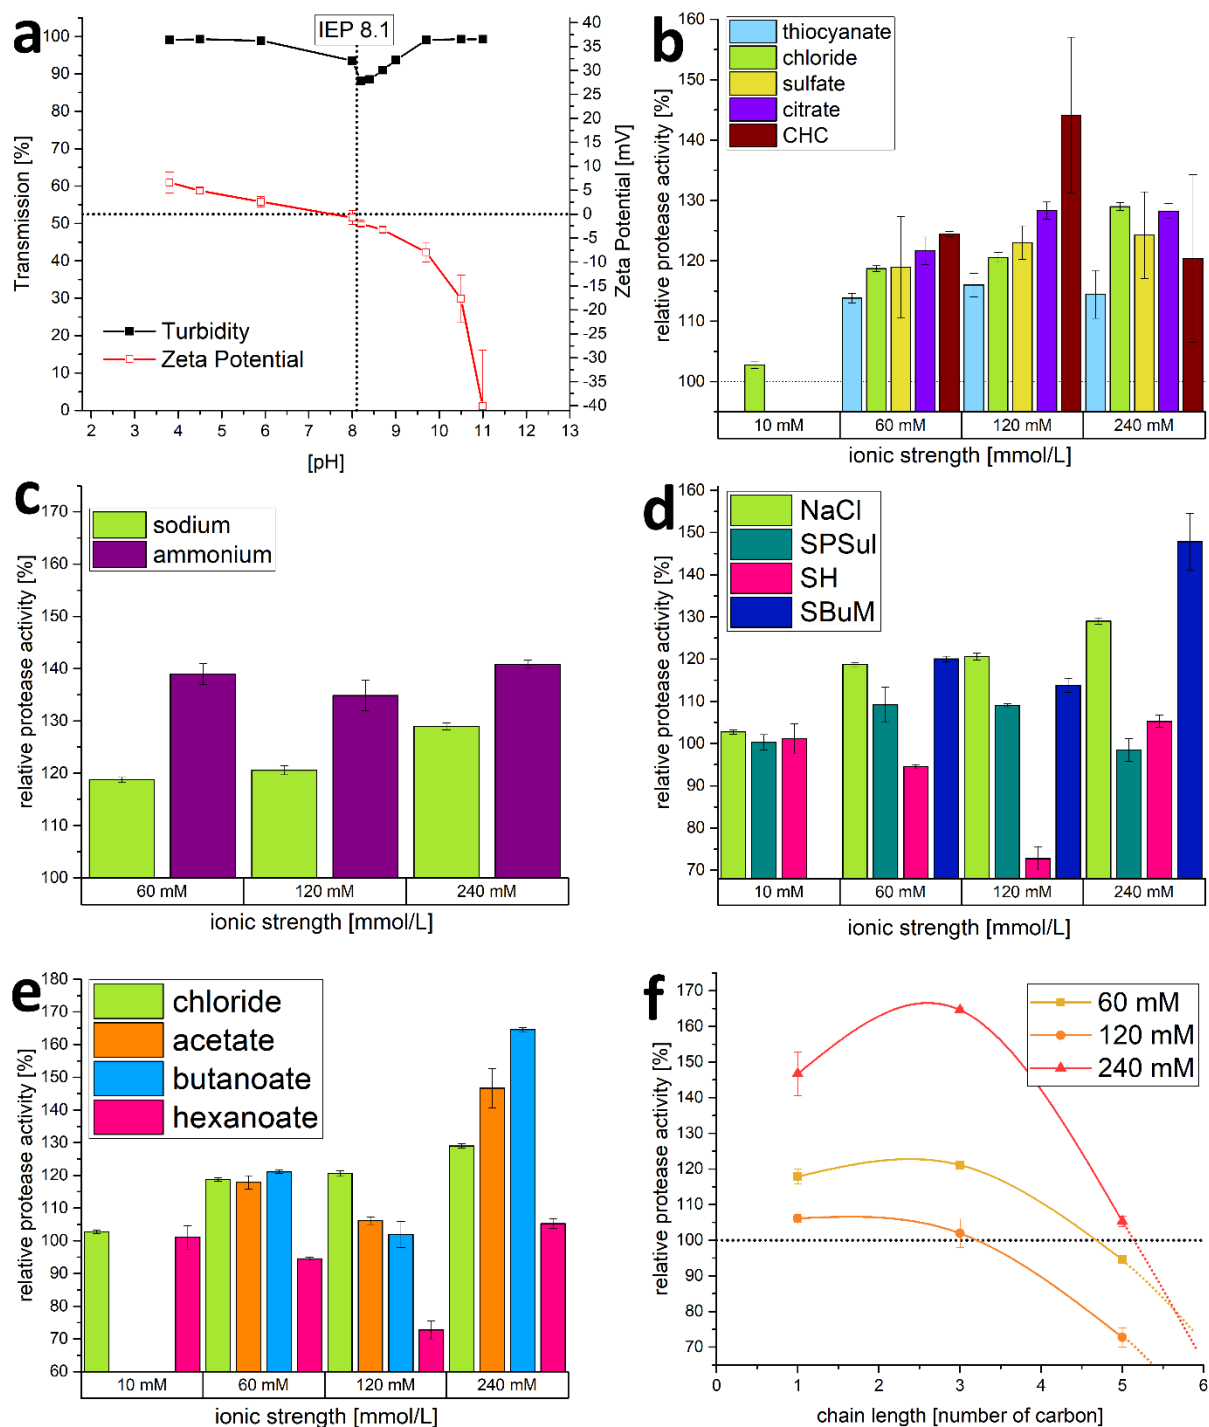 a
IEP 8.1
Transmission [%]
100
90
80
70
60
50
40
30
20
10
0
40
35
30
25
20
15
10
5
0
-5
-10
-15
-20
-25
-30
-35
-40
Zeta Potential [mV]
Turbidity
Zeta Potential
2 3 4 5 6 7 8 9 10 11 12 13
[pH]
b
thiocyanate
chloride
sulfate
citrate
CHC
relative protease activity [%]
160
150
140
130
120
110
100
10 mM 60 mM 120 mM 240 mM
ionic strength [mmol/L]
c
sodium
ammonium
relative protease activity [%]
170
160
150
140
130
120
110
100
60 mM 120 mM 240 mM
ionic strength [mmol/L]
d
NaCl
SPSul
SH
SBuM
relative protease activity [%]
160
150
140
130
120
110
100
90
80
70
10 mM 60 mM 120 mM 240 mM
ionic strength [mmol/L]
e
chloride
acetate
butanoate
hexanoate
relative protease activity [%]
180
170
160
150
140
130
120
110
100
90
80
70
60
10 mM 60 mM 120 mM 240 mM
ionic strength [mmol/L]
f
60 mM
120 mM
240 mM
relative protease activity [%]
170
160
150
140
130
120
110
100
90
80
70
0 1 2 3 4 5 6
chain length [number of carbon]